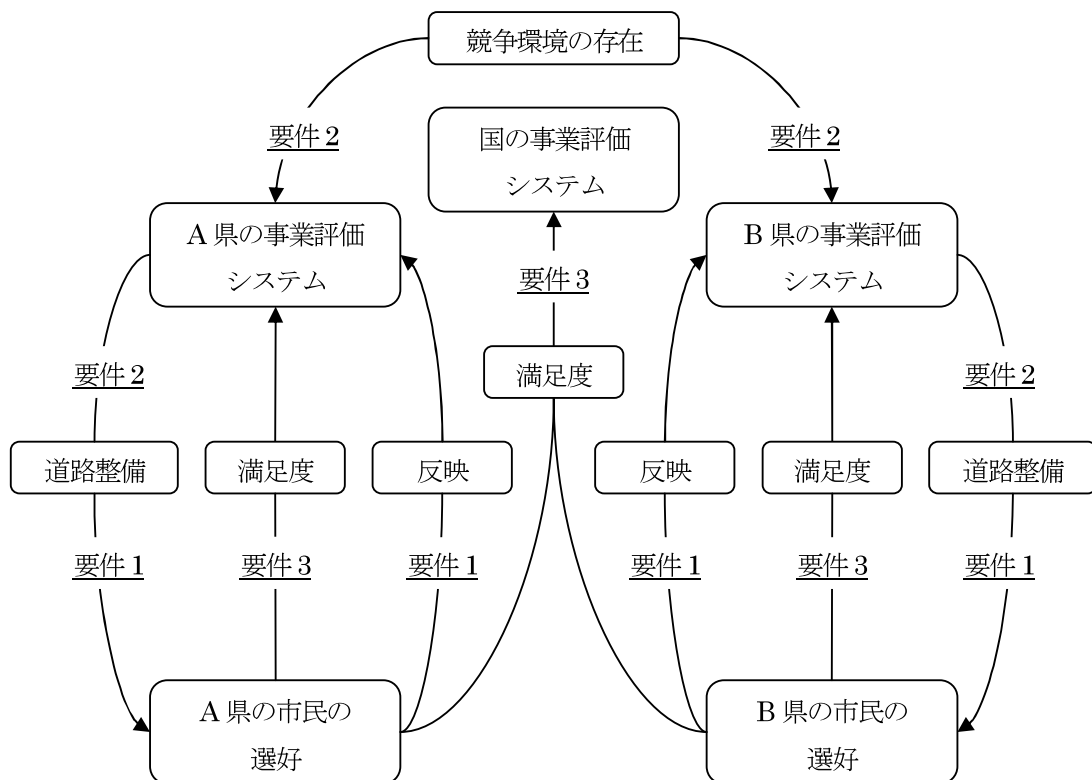 競争環境の存在
要件2
国の事業評価
システム
要件2
A 県の事業評価
システム
B 県の事業評価
システム
要件3
要件2
満足度
要件2
道路整備
満足度
反映
反映
満足度
道路整備
要件1
要件3
要件1
要件1
要件3
要件1
A 県の市民の
選好
B 県の市民の
選好